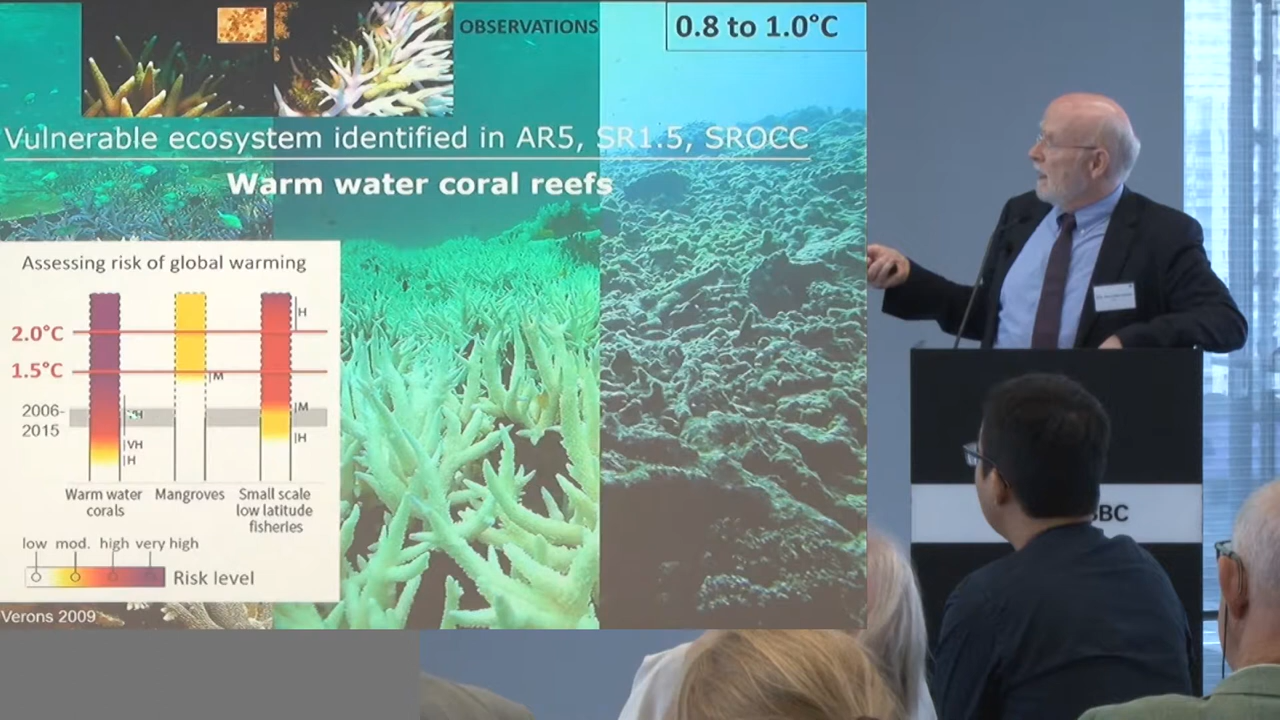 OBSERVATIONS
0.8 to 1.0°C
Vulnerable ecosystem identified in AR5, SR1.5, SROCC
Warm water coral reefs
Assessing risk of global warming
H
2.0°C
1.5°C
M
2006-
2015
M
H
VH
H
Warm water
corals
Mangroves
Small scale
low latitude
fisheries
low mod. high very high
Risk level
Verons 2009
BC